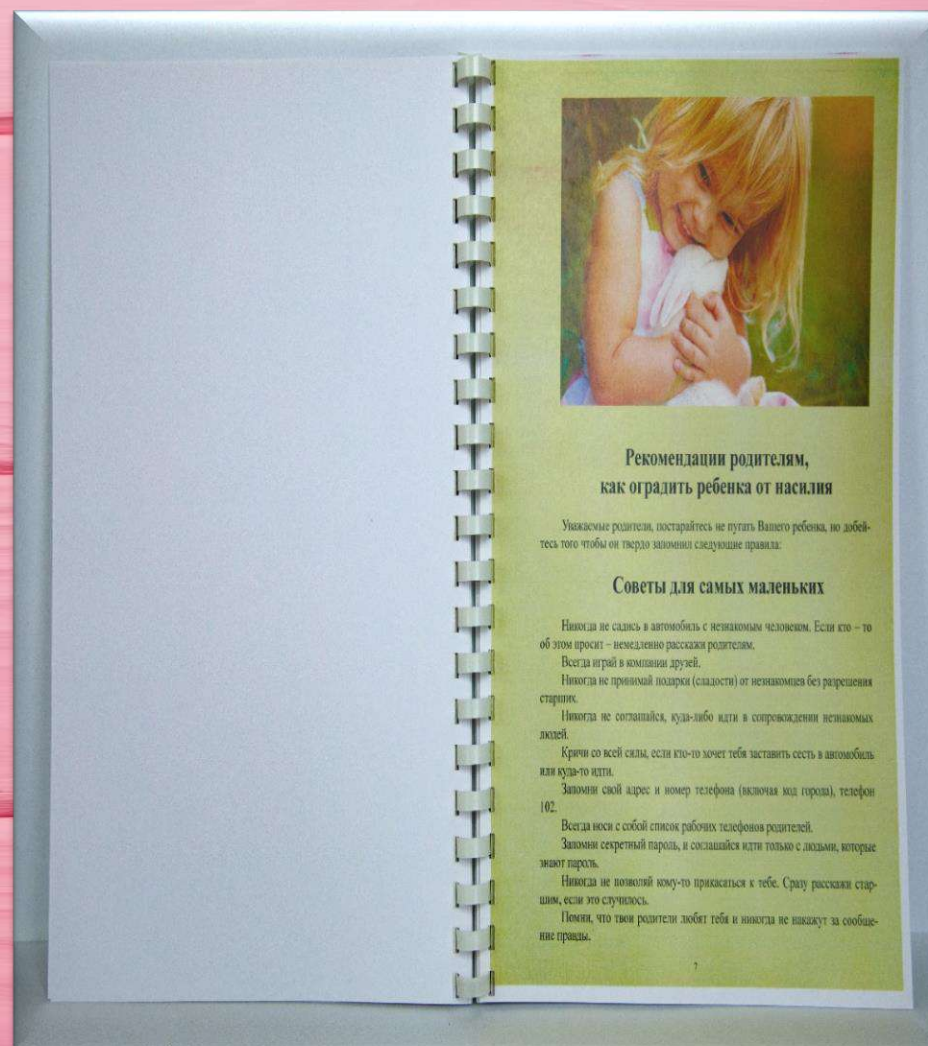 Рекомендации родителям,
как оградить ребенка от насилия
Уважаемые родители, постарайтесь не пугать Вашего ребенка, но добей-
тесь того чтобы он твердо запомнил следующие правила:
Советы для самых маленьких
Никогда не садись в автомобиль с незнакомым человеком. Если кто – то
об этом просит – немедленно расскажи родителям.
Всегда играй в компании друзей.
Никогда не принимай подарки (сладости) от незнакомцев без разрешения
старших.
Никогда не соглашайся, куда-либо идти в сопровождении незнакомых
людей.
Кричи со всей силы, если кто-то хочет тебя заставить сесть в автомобиль
или куда-то идти.
Запомни свой адрес и номер телефона (включая код города), телефон
102.
Всегда носи с собой список рабочих телефонов родителей.
Запомни секретный пароль, и соглашайся идти только с людьми, которые
знают пароль.
Никогда не позволяй кому-то прикасаться к тебе. Сразу расскажи стар-
шим, если это случилось.
Помни, что твои родители любят тебя и никогда не накажут за сообще-
ние правды.
7